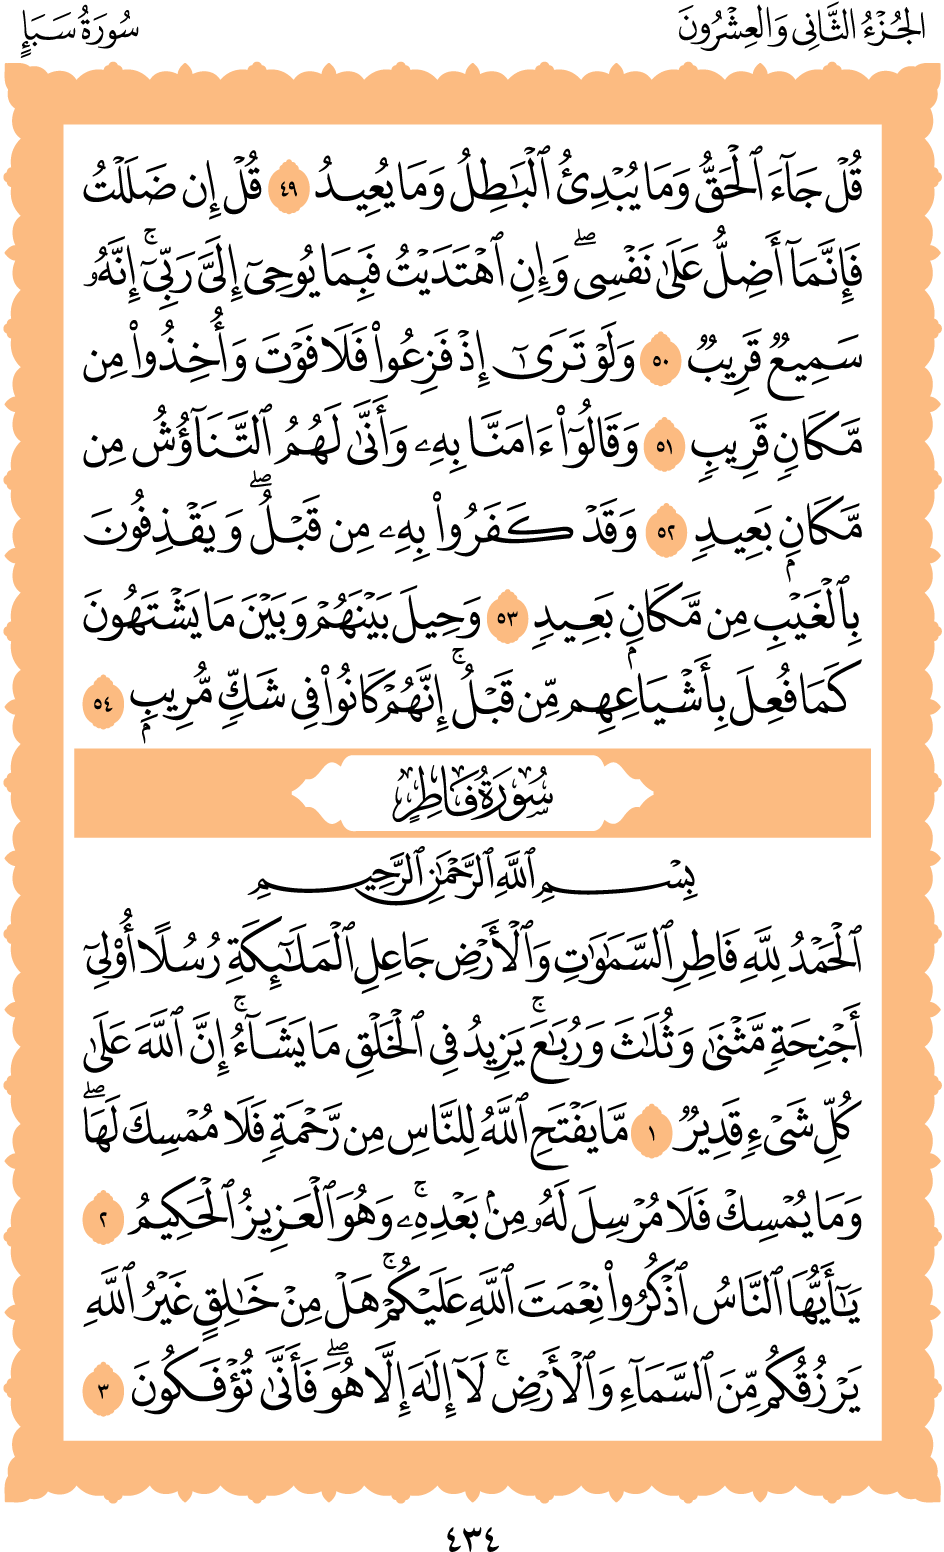 الجُزْءُ الثَّانِي وَالعِشْرُونَ
سُورَةُ سَبَإٍ
قُلْ جَآءَ ٱلْحَقُّ وَمَا يُبْدِئُ ٱلْبَٰطِلُ وَمَا يُعِيدُ ٤٩ قُلْ إِن ضَلَلْتُ
فَإِنَّمَآ أَضِلُّ عَلَىٰ نَفْسِىۖ وَإِنِ ٱهْتَدَيْتُ فَبِمَا يُوحِىٓ إِلَىَّ رَبِّىٓۚ إِنَّهُۥ
سَمِيعٌ قَرِيبٌ ٥٠ وَلَوْ تَرَىٰٓ إِذْ فَزِعُوا۟ فَلَا فَوْتَ وَأُخِذُوا۟ مِن
مَّكَانٍ قَرِيبٍ ٥١ وَقَالُوٓا۟ ءَامَنَّا بِهِۦ وَأَنَّىٰ لَهُمُ ٱلتَّنَاوُشُ مِن
مَّكَانٍۭ بَعِيدٍ ٥٢ وَقَدْ كَفَرُوا۟ بِهِۦ مِن قَبْلُۖ وَيَقْذِفُونَ
بِٱلْغَيْبِ مِن مَّكَانٍۭ بَعِيدٍ ٥٣ وَحِيلَ بَيْنَهُمْ وَبَيْنَ مَا يَشْتَهُونَ
كَمَا فُعِلَ بِأَشْيَاعِهِم مِّن قَبْلُۚ إِنَّهُمْ كَانُوا۟ فِى شَكٍّ مُّرِيبٍۭ ٥٤
سُورَةُ فَاطِرٍ
بِسْمِ ٱللَّهِ ٱلرَّحْمَٰنِ ٱلرَّحِيمِ
ٱلْحَمْدُ لِلَّهِ فَاطِرِ ٱلسَّمَٰوَٰتِ وَٱلْأَرْضِ جَاعِلِ ٱلْمَلَٰٓئِكَةِ رُسُلًا أُو۟لِىٓ
أَجْنِحَةٍ مَّثْنَىٰ وَثُلَٰثَ وَرُبَٰعَۚ يَزِيدُ فِى ٱلْخَلْقِ مَا يَشَآءُۚ إِنَّ ٱللَّهَ عَلَىٰ
كُلِّ شَىْءٍ قَدِيرٌ ١ مَّا يَفْتَحِ ٱللَّهُ لِلنَّاسِ مِن رَّحْمَةٍ فَلَا مُمْسِكَ لَهَاۖ
وَمَا يُمْسِكْ فَلَا مُرْسِلَ لَهُۥ مِنۢ بَعْدِهِۦۚ وَهُوَ ٱلْعَزِيزُ ٱلْحَكِيمُ ٢
يَٰٓأَيُّهَا ٱلنَّاسُ ٱذْكُرُوا۟ نِعْمَتَ ٱللَّهِ عَلَيْكُمْۚ هَلْ مِنْ خَٰلِقٍ غَيْرُ ٱللَّهِ
يَرْزُقُكُم مِّنَ ٱلسَّمَآءِ وَٱلْأَرْضِۚ لَآ إِلَٰهَ إِلَّا هُوَۖ فَأَنَّىٰ تُؤْفَكُونَ ٣
٤٣٤